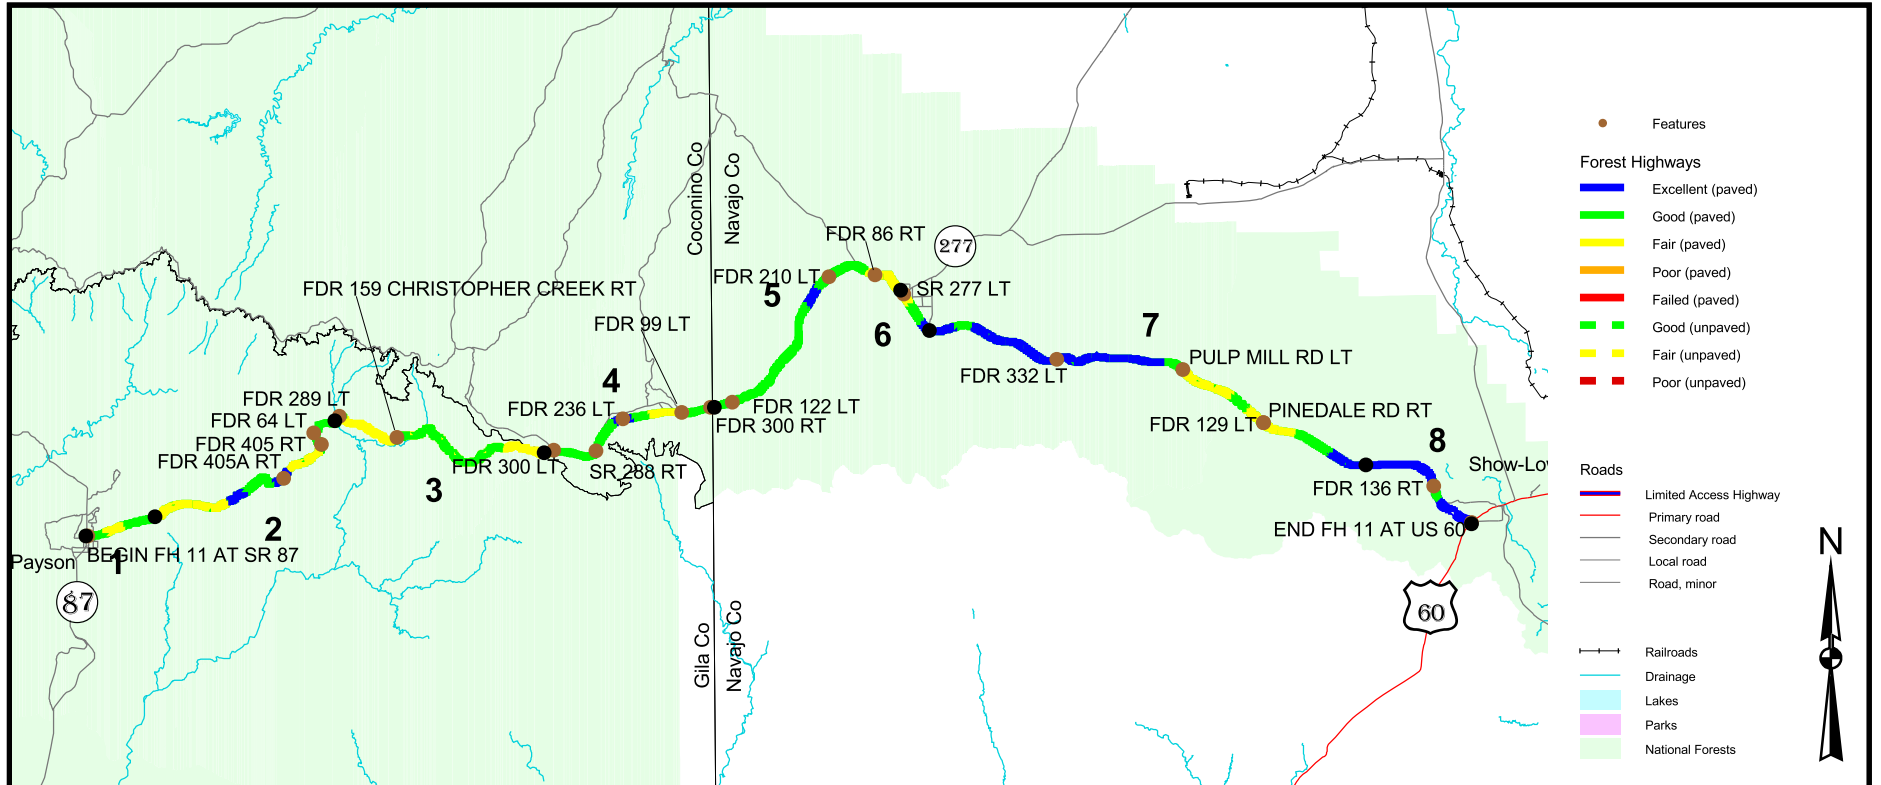 Coconino Co
Navajo Co
FDR 86 RT
277
FDR 210 LT
SR 277 LT
5
FDR 159 CHRISTOPHER CREEK RT
FDR 99 LT
6
7
PULP MILL RD LT
FDR 332 LT
4
FDR 289 LT
FDR 64 LT
FDR 236 LT
FDR 122 LT
PINEDALE RD RT
FDR 300 RT
FDR 129 LT
FDR 405 RT
FDR 405A RT
FDR 300 LT
SR 288 RT
8
Show-Lov
3
FDR 136 RT
2
END FH 11 AT US 60
BEGIN FH 11 AT SR 87
1
Payson
87
60
Gila Co
Navajo Co
Features
Forest Highways
Excellent (paved)
Good (paved)
Fair (paved)
Poor (paved)
Failed (paved)
Good (unpaved)
Fair (unpaved)
Poor (unpaved)
Roads
Limited Access Highway
Primary road
Secondary road
Local road
Road, minor
Railroads
Drainage
Lakes
Parks
National Forests
N